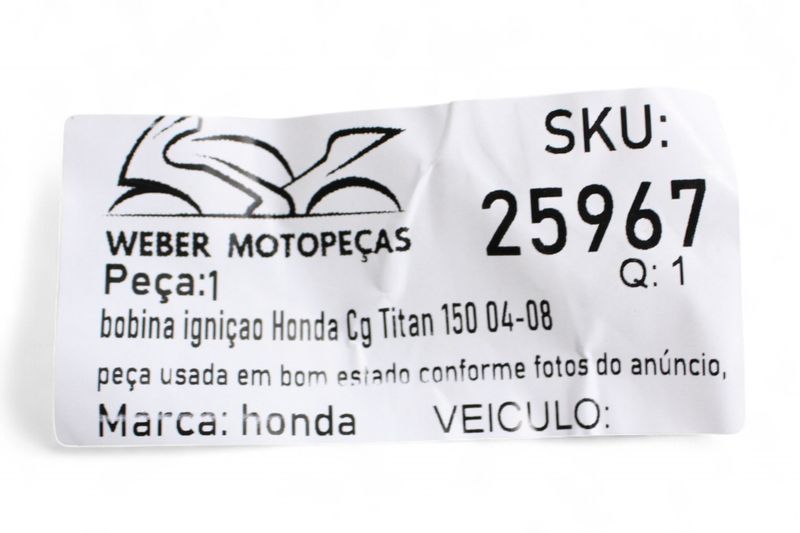 WEBER MOTOPEÇAS
SKU:
25967
Q: 1
Peça:1
bobina igniçao Honda Cg Titan 150 04-08
peça usada em bom estado conforme fotos do anúncio,
Marca: honda
VEICULO: